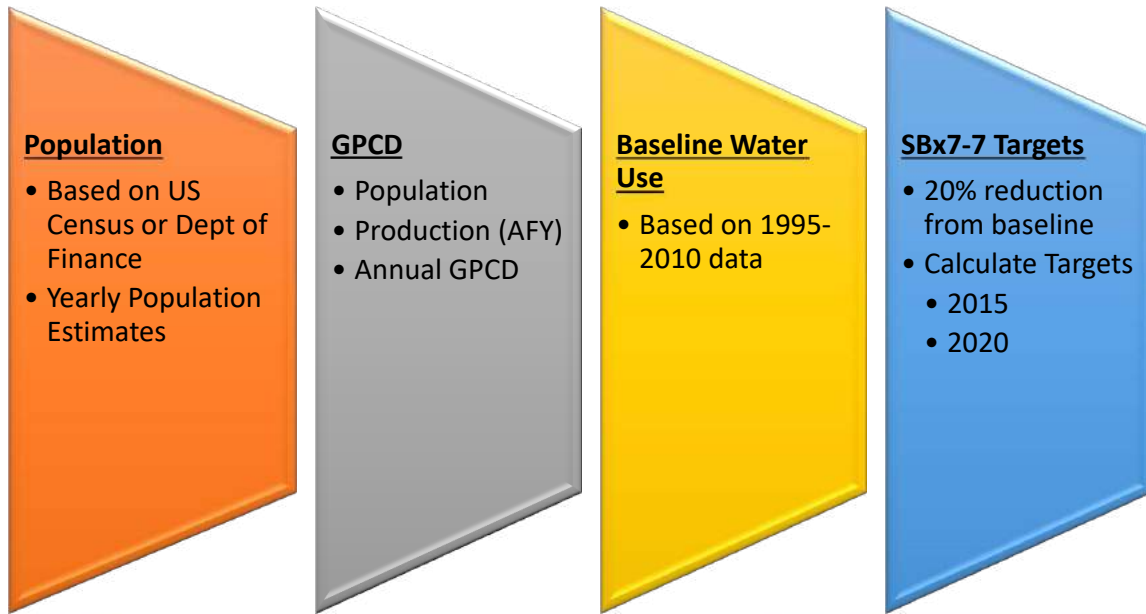 Population
• Based on US
Census or Dept of
Finance
• Yearly Population
Estimates
GPCD
• Population
• Production (AFY)
• Annual GPCD
Baseline Water
Use
• Based on 1995-
2010 data
SBx7-7 Targets
• 20% reduction
from baseline
• Calculate Targets
• 2015
• 2020